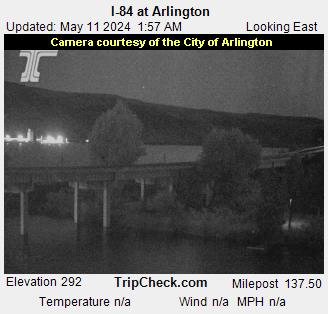 I-84 at Arlington
Updated: May 11 2024 1:57 AM Looking East
Camera courtesy of the City of Arlington
Elevation 292 TripCheck.com Milepost 137.50
Temperature n/a Wind n/a MPH n/a